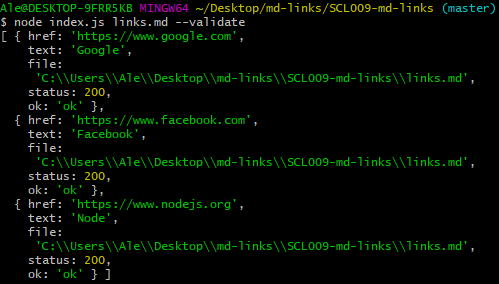 Ale@DESKTOP-9FRR5KB MINGW64 ~/Desktop/md-links/SCL009-md-links (master)
$ node index.js links.md --validate
[ { href: 'https://www.google.com',
    text: 'Google',
    file:
     'C:\\Users\\Ale\\Desktop\\md-links\\SCL009-md-links\\links.md',
    status: 200,
    ok: 'ok' },
  { href: 'https://www.facebook.com',
    text: 'Facebook',
    file:
     'C:\\Users\\Ale\\Desktop\\md-links\\SCL009-md-links\\links.md',
    status: 200,
    ok: 'ok' },
  { href: 'https://www.nodejs.org',
    text: 'Node',
    file:
     'C:\\Users\\Ale\\Desktop\\md-links\\SCL009-md-links\\links.md',
    status: 200,
    ok: 'ok' } ]